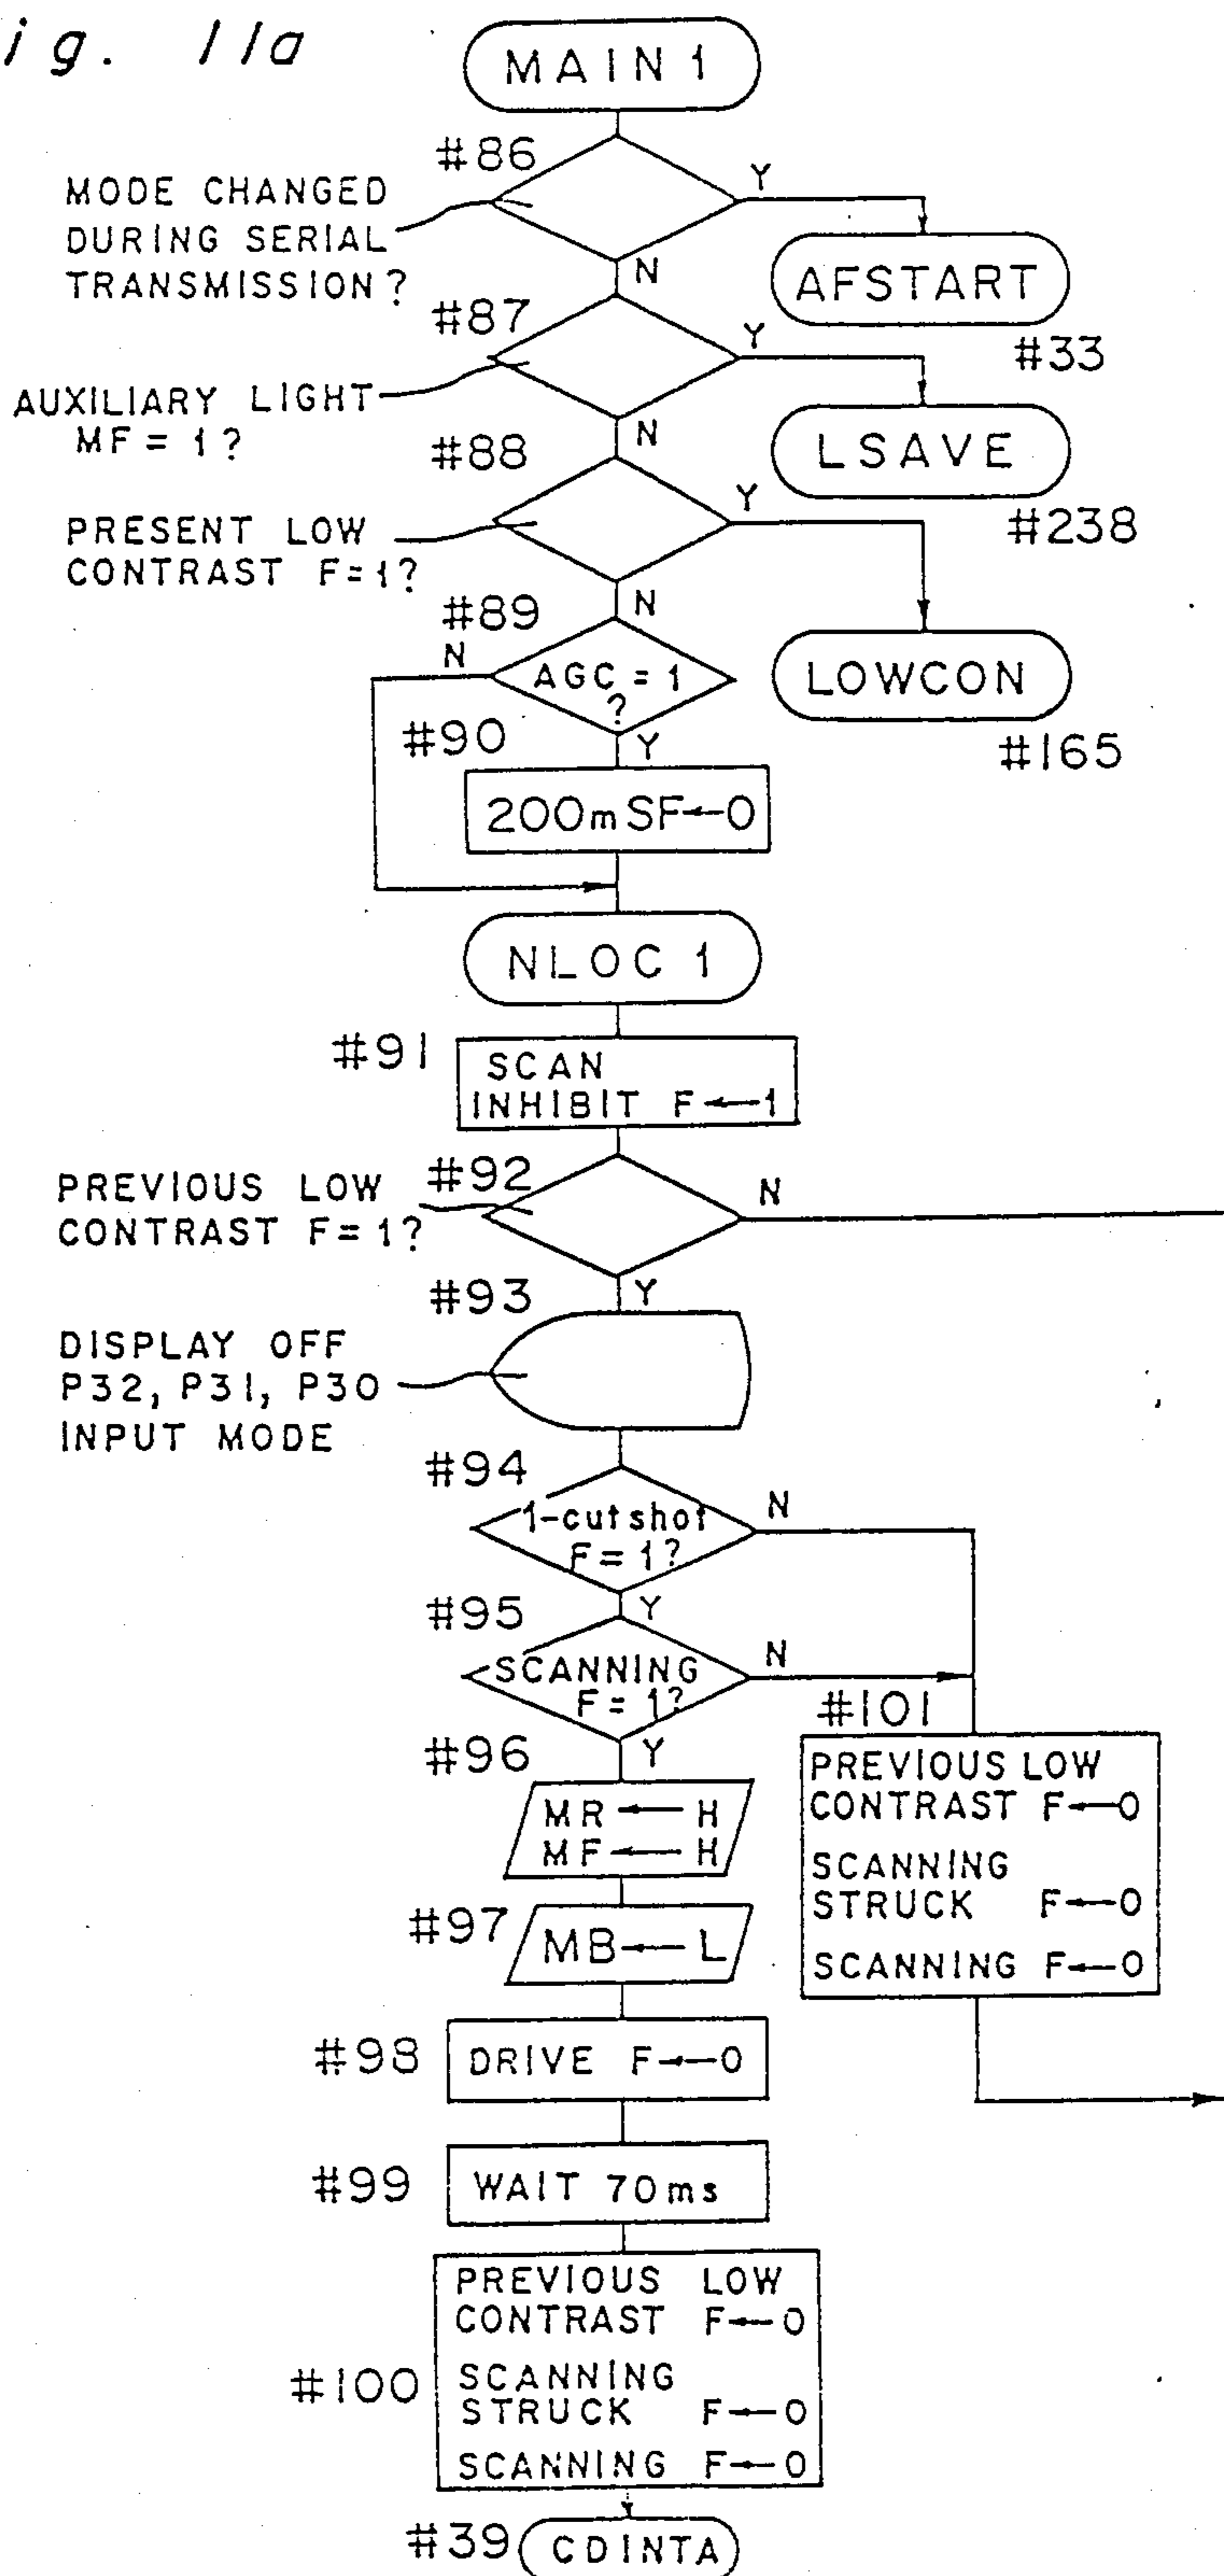 ig. 11a
MAIN 1
#86
MODE CHANGED
DURING SERIAL
TRANSMISSION?
Y
AFSTART
#33
N
#87
AUXILIARY LIGHT
MF = 1?
Y
LSAVE
#238
N
#88
PRESENT LOW
CONTRAST F=1?
Y
LOWCON
#165
N
#89
AGC = 1
?
N
Y
#90
200mSF←0
NLOC 1
#91
SCAN
INHIBIT F←1
#92
PREVIOUS LOW
CONTRAST F=1?
N
Y
#93
DISPLAY OFF
P32, P31, P30
INPUT MODE
#94
1-cut shot
F=1?
N
Y
#95
SCANNING
F=1?
N
Y
#101
PREVIOUS LOW
CONTRAST F←0
SCANNING
STRUCK F←0
SCANNING F←0
#96
MR ← H
MF ← H
#97
MB ← L
#98
DRIVE F←0
#99
WAIT 70ms
#100
PREVIOUS LOW
CONTRAST F←0
SCANNING
STRUCK F←0
SCANNING F←0
#39
CDINTA